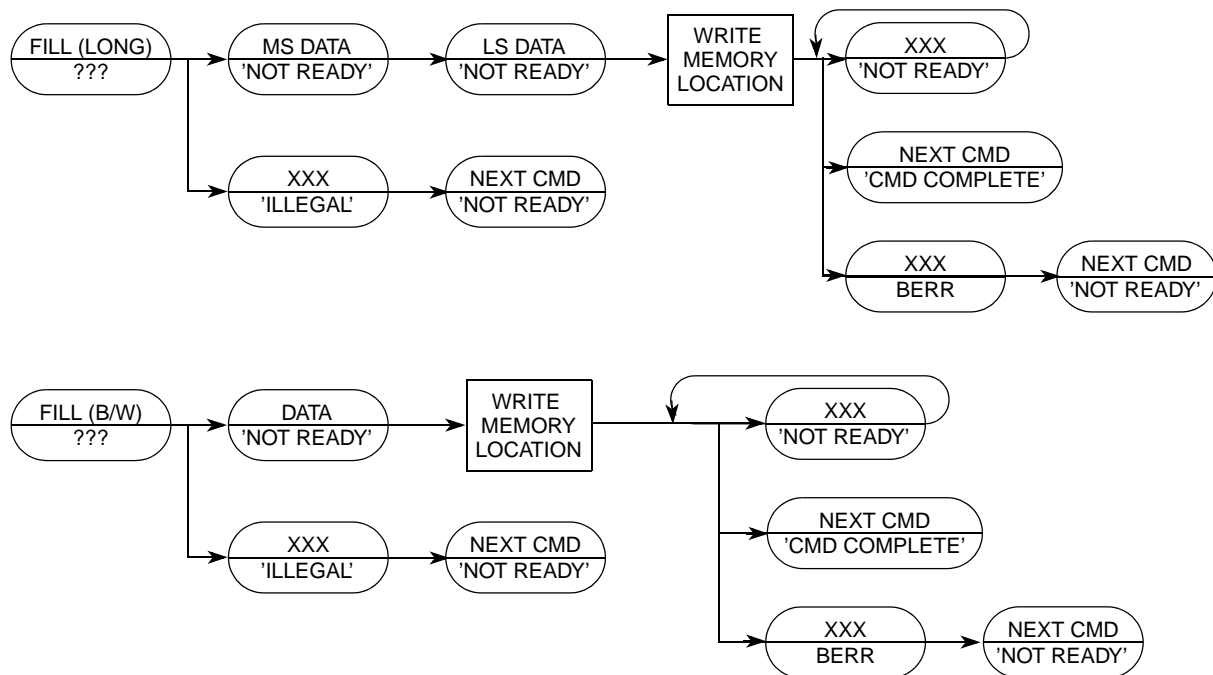 FILL (LONG)
???
MS DATA
’NOT READY’
LS DATA
’NOT READY’
WRITE
MEMORY
LOCATION
XXX
’NOT READY’
XXX
’ILLEGAL’
NEXT CMD
’NOT READY’
NEXT CMD
’CMD COMPLETE’
XXX
BERR
NEXT CMD
’NOT READY’
FILL (B/W)
???
DATA
’NOT READY’
WRITE
MEMORY
LOCATION
XXX
’NOT READY’
XXX
’ILLEGAL’
NEXT CMD
’NOT READY’
NEXT CMD
’CMD COMPLETE’
XXX
BERR
NEXT CMD
’NOT READY’